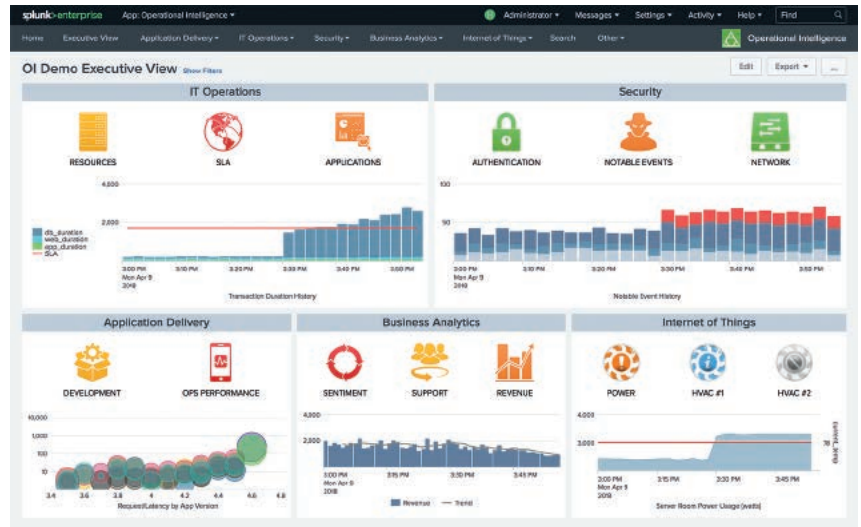 splunk>enterprise App: Operational Intelligence
Administrator Messages Settings Activity Help Find
Home Executive View Application Delivery IT Operations Security Business Analytics Internet of Things Search Other Operational Intelligence
OI Demo Executive View Show Filters
Edit Export ...
IT Operations
RESOURCES SLA APPLICATIONS
4,000
2,000
db_duration
web_duration
app_duration
SLA
3:00 PM 3:10 PM 3:20 PM 3:30 PM 3:40 PM 3:50 PM
Mon Apr 9
2018
Transaction Duration History
Security
AUTHENTICATION NOTABLE EVENTS NETWORK
100
50
3:00 PM 3:10 PM 3:20 PM 3:30 PM 3:40 PM 3:50 PM
Mon Apr 9
2018
Notable Event History
Application Delivery
DEVELOPMENT OPS PERFORMANCE
10,000
1,000
100
10
3.4 3.6 3.8 4 4.2 4.4 4.6 4.8
Request/Latency by App Version
Business Analytics
SENTIMENT SUPPORT REVENUE
4,000
2,000
3:00 PM 3:15 PM 3:30 PM 3:45 PM
Mon Apr 9
2018
Revenue Trend
Internet of Things
POWER HVAC #1 HVAC #2
4,000
3,000
3:00 PM 3:15 PM 3:30 PM 3:45 PM
Mon Apr 9
2018
Server Room Power Usage (watts)